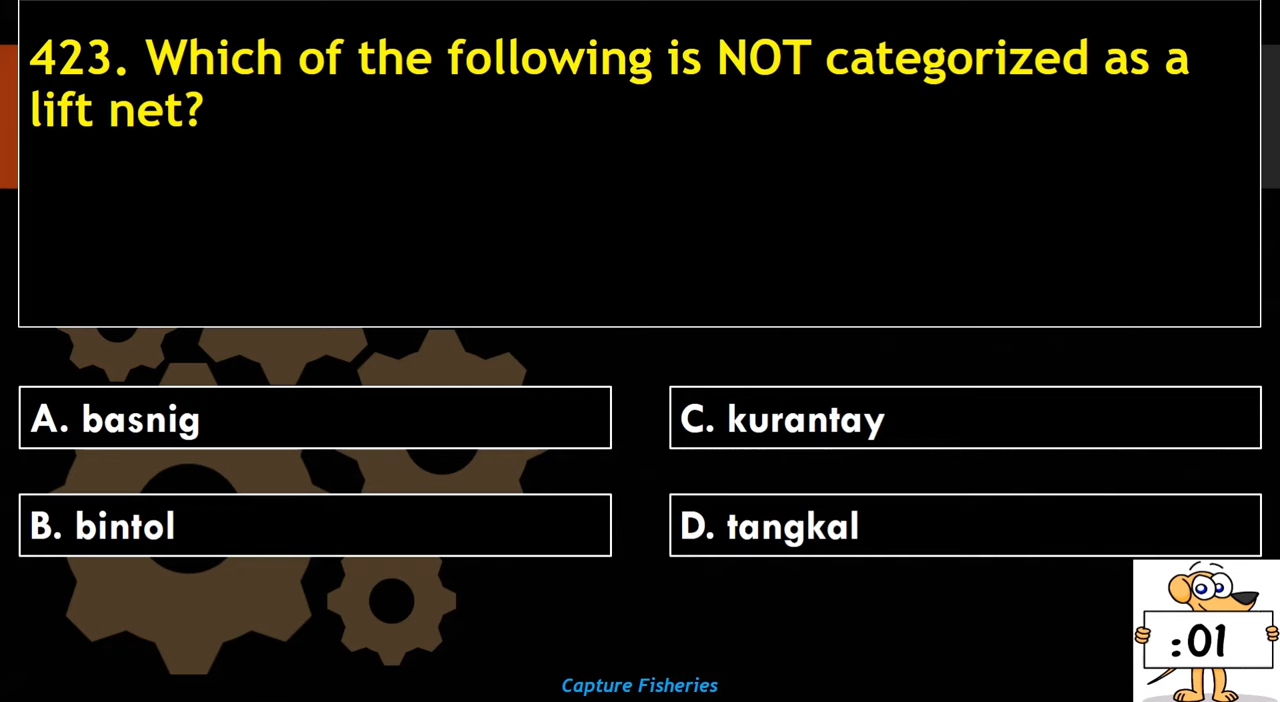 423. Which of the following is NOT categorized as a
lift net?
A. basnig
C. kurantay
B. bintol
D. tangkal
:01
Capture Fisheries